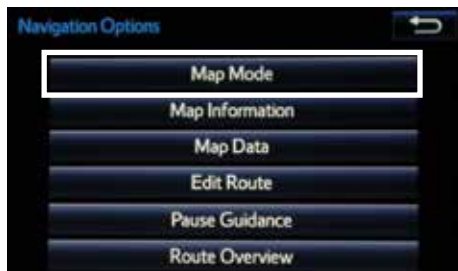 Navigation Options
Map Mode
Map Information
Map Data
Edit Route
Pause Guidance
Route Overview